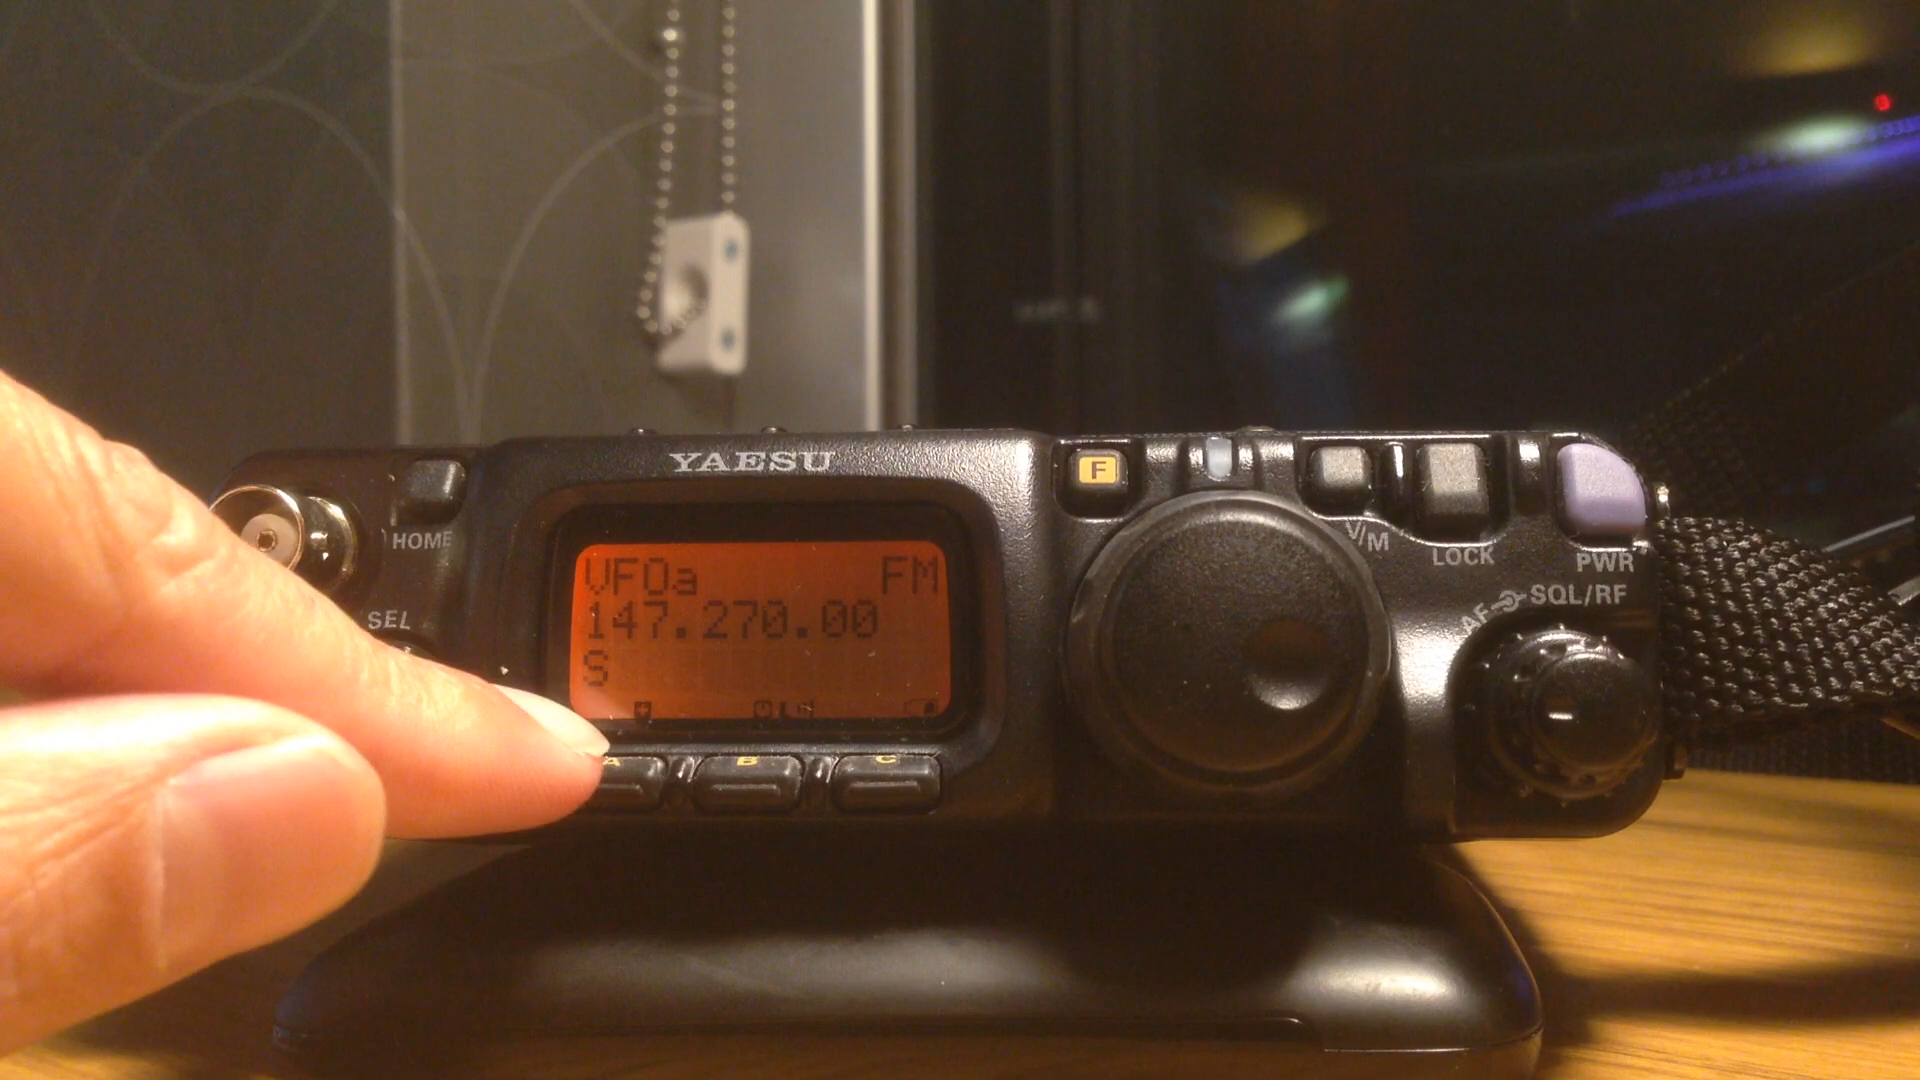 YAESU
F
HOME
V/M
LOCK
PWR
SEL
AF SQL/RF
VFOa FM
147.270.00
S
A B C